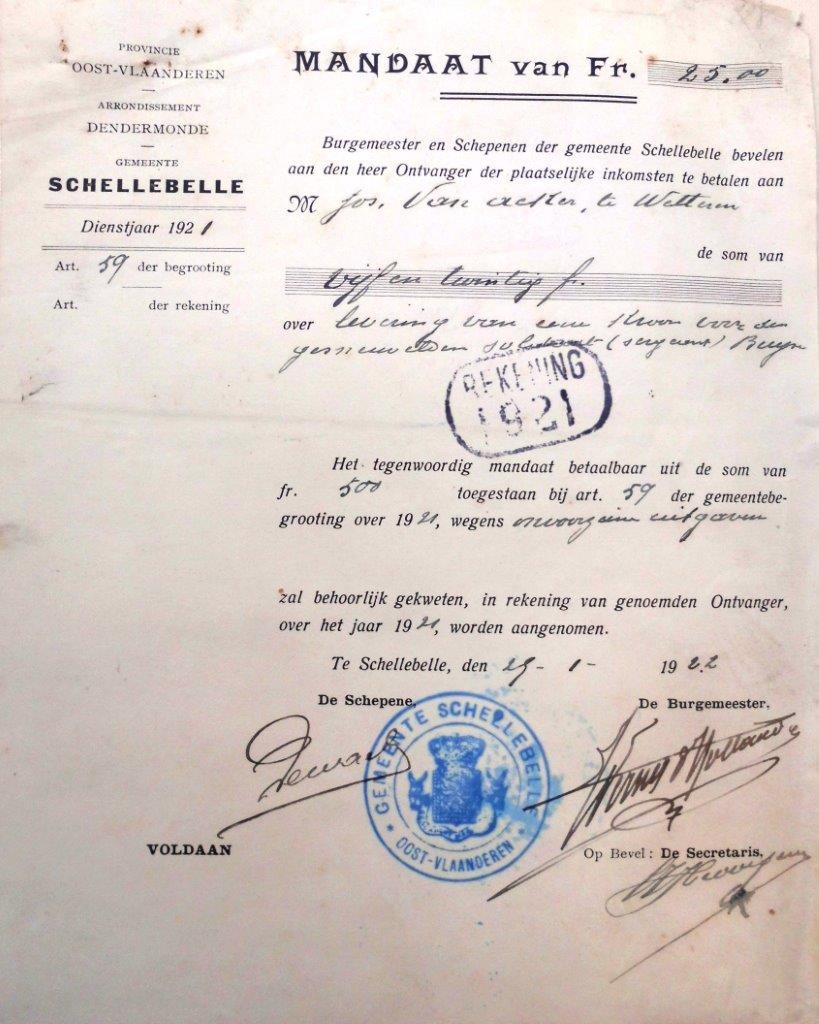 PROVINCIE
OOST-VLAANDEREN
ARRONDISSEMENT
DENDERMONDE
GEMEENTE
SCHELLEBELLE
Dienstjaar 1921
Art. 59 der begrooting
Art. der rekening
MANDAAT van Fr. 25.00
Burgemeester en Schepenen der gemeente Schellebelle bevelen
aan den heer Ontvanger der plaatselijke inkomsten te betalen aan
M Jos. Van acker, te Wetteren
de som van
vijf en twintig fr.
over levering van eene Kroon voor den
gesneuvelden soldaat (sergeant) Buyse
REKENING
1921
Het tegenwoordig mandaat betaalbaar uit de som van
fr. 500 toegestaan bij art. 59 der gemeentebe-
grooting over 1921, wegens onvoorziene uitgaven
zal behoorlijk gekweten, in rekening van genoemden Ontvanger,
over het jaar 1921, worden aangenomen.
Te Schellebelle, den 25-1-1922
De Schepene,
De Burgemeester,
GEMEENTE SCHELLEBELLE
OOST-VLAANDEREN
VOLDAAN
Op Bevel: De Secretaris,